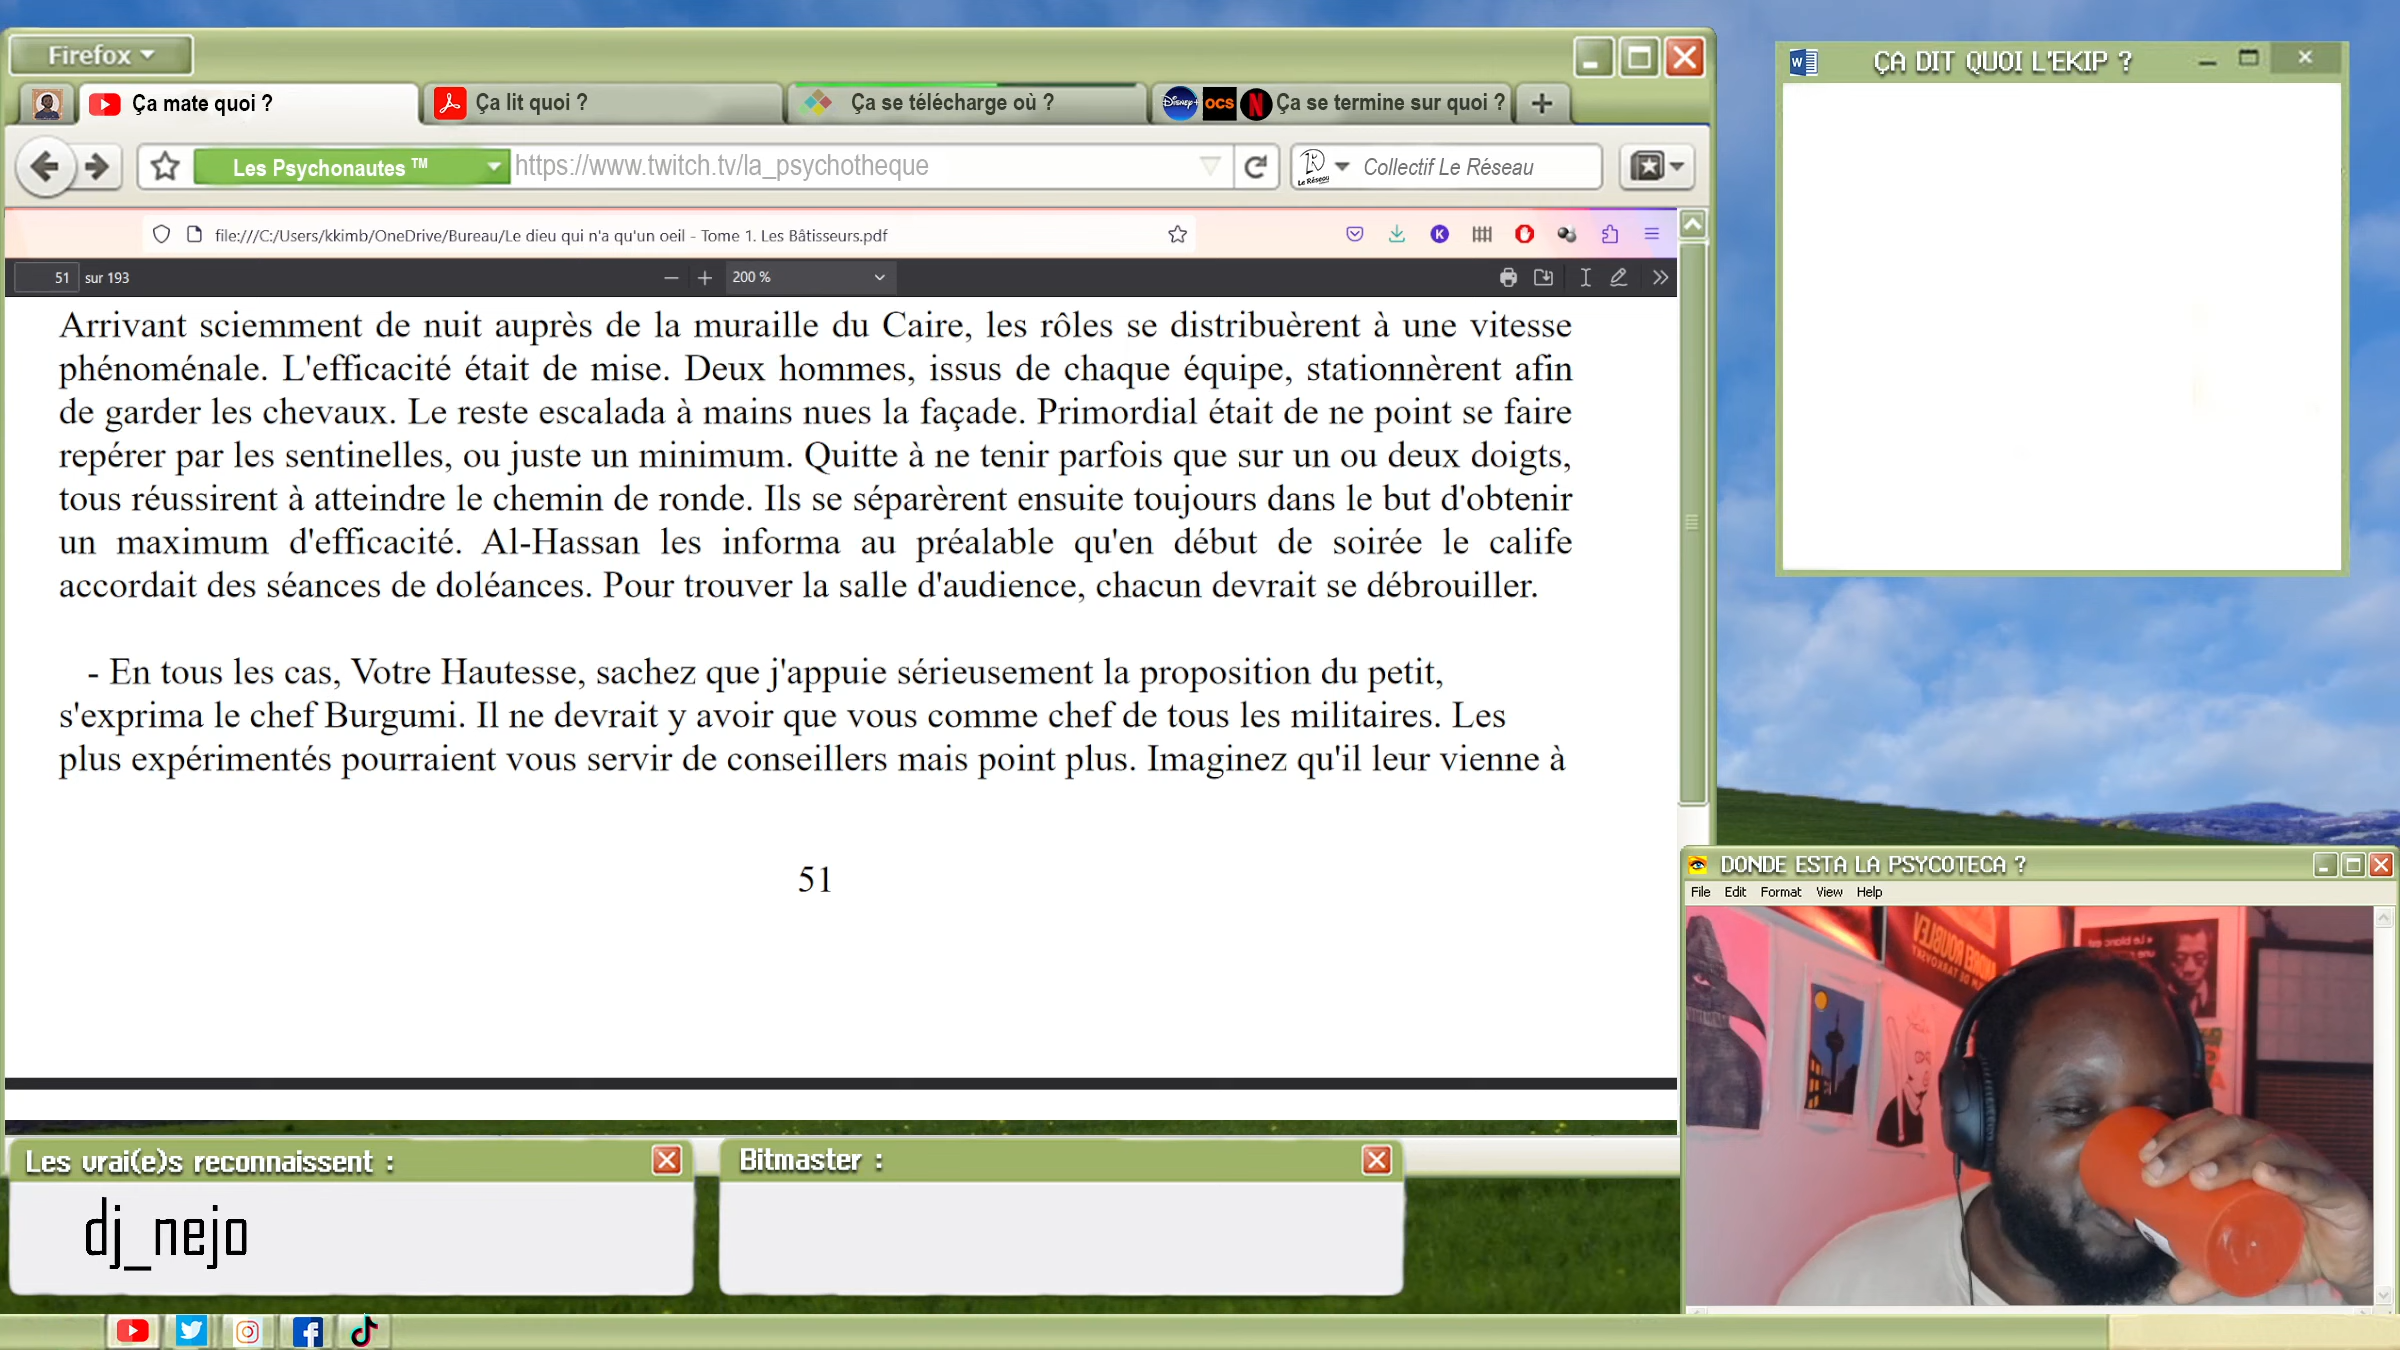 Firefox
Ça mate quoi ?
Ça lit quoi ?
Ça se télécharge où ?
Disney+ OCS N Ça se termine sur quoi ?
Les Psychonautes ™
https://www.twitch.tv/la_psychotheque
Le Réseau
Collectif Le Réseau
file:///C:/Users/kkimb/OneDrive/Bureau/Le dieu qui n'a qu'un oeil - Tome 1. Les Bâtisseurs.pdf
K
51 sur 193
200 %
Arrivant sciemment de nuit auprès de la muraille du Caire, les rôles se distribuèrent à une vitesse
phénoménale. L'efficacité était de mise. Deux hommes, issus de chaque équipe, stationnèrent afin
de garder les chevaux. Le reste escalada à mains nues la façade. Primordial était de ne point se faire
repérer par les sentinelles, ou juste un minimum. Quitte à ne tenir parfois que sur un ou deux doigts,
tous réussirent à atteindre le chemin de ronde. Ils se séparèrent ensuite toujours dans le but d'obtenir
un maximum d'efficacité. Al-Hassan les informa au préalable qu'en début de soirée le calife
accordait des séances de doléances. Pour trouver la salle d'audience, chacun devrait se débrouiller.
- En tous les cas, Votre Hautesse, sachez que j'appuie sérieusement la proposition du petit,
s'exprima le chef Burgumi. Il ne devrait y avoir que vous comme chef de tous les militaires. Les
plus expérimentés pourraient vous servir de conseillers mais point plus. Imaginez qu'il leur vienne à
51
W ÇA DIT QUOI L'EKIP ?
DONDE ESTA LA PSYCOTECA ?
File Edit Format View Help
ANDREI ROUBLEV
DE TARKOVSKY
Les vrai(e)s reconnaissent :
dj_nejo
Bitmaster :